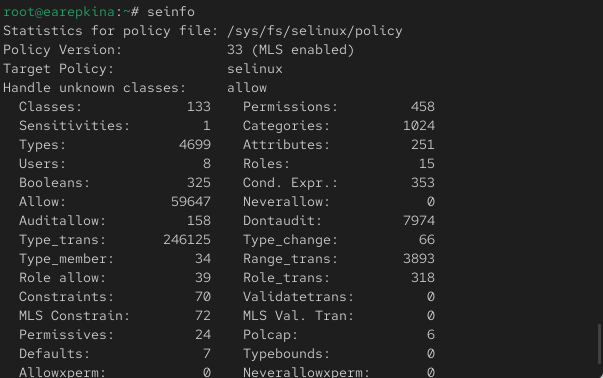 root@earepkina:~# seinfo
Statistics for policy file: /sys/fs/selinux/policy
Policy Version:             33 (MLS enabled)
Target Policy:              selinux
Handle unknown classes:     allow
  Classes:             133    Permissions:         458
  Sensitivities:         1    Categories:         1024
  Types:              4699    Attributes:          251
  Users:                 8    Roles:                15
  Booleans:            325    Cond. Expr.:         353
  Allow:             59647    Neverallow:            0
  Auditallow:          158    Dontaudit:          7974
  Type_trans:       246125    Type_change:          66
  Type_member:          34    Range_trans:        3893
  Role allow:           39    Role_trans:          318
  Constraints:          70    Validatetrans:         0
  MLS Constrain:        72    MLS Val. Tran:         0
  Permissives:          24    Polcap:                6
  Defaults:              7    Typebounds:            0
  Allowxperm:            0    Neverallowxperm:       0